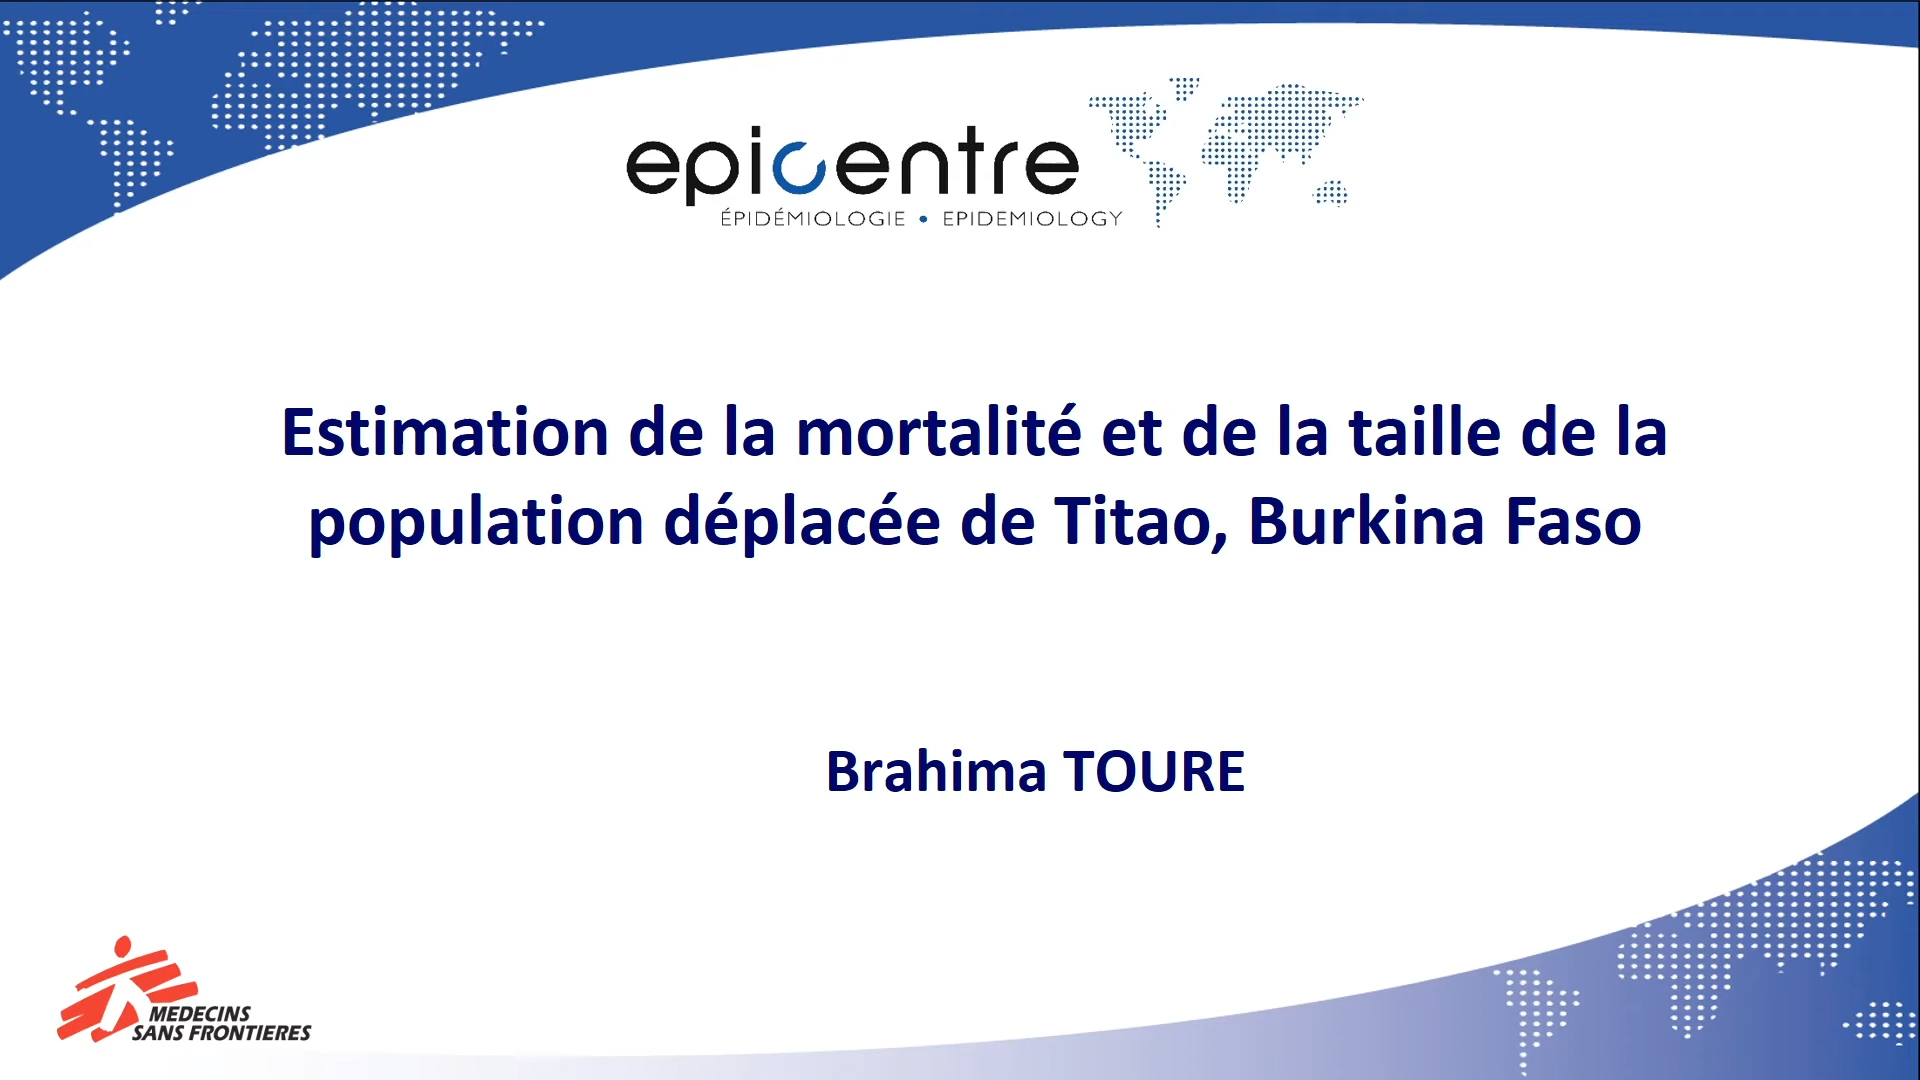 epicentre
ÉPIDÉMIOLOGIE • EPIDEMIOLOGY
Estimation de la mortalité et de la taille de la
population déplacée de Titao, Burkina Faso
Brahima TOURE
MEDECINS
SANS FRONTIERES